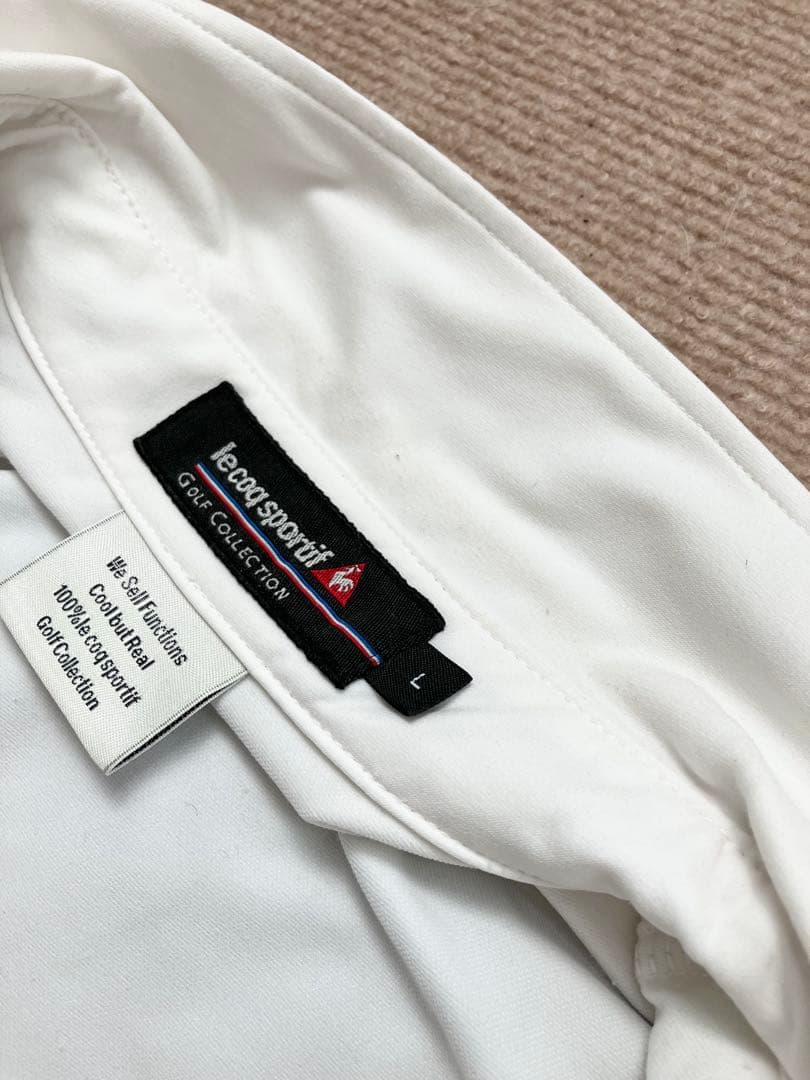 le coq sportif
GOLF COLLECTION
L
We Sell Functions
Cool but Real
100% le coq sportif
Golf Collection